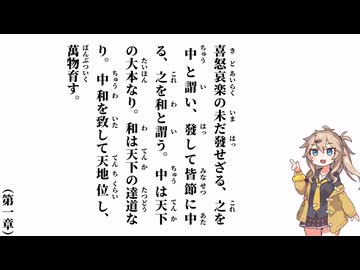 喜怒哀楽の未だ發せざる、之を
中と謂い、發して皆節に中
る、之を和と謂う。中は天下
の大本なり。和は天下の達道な
り。中和を致して天地位し、
萬物育す。
（第一章）